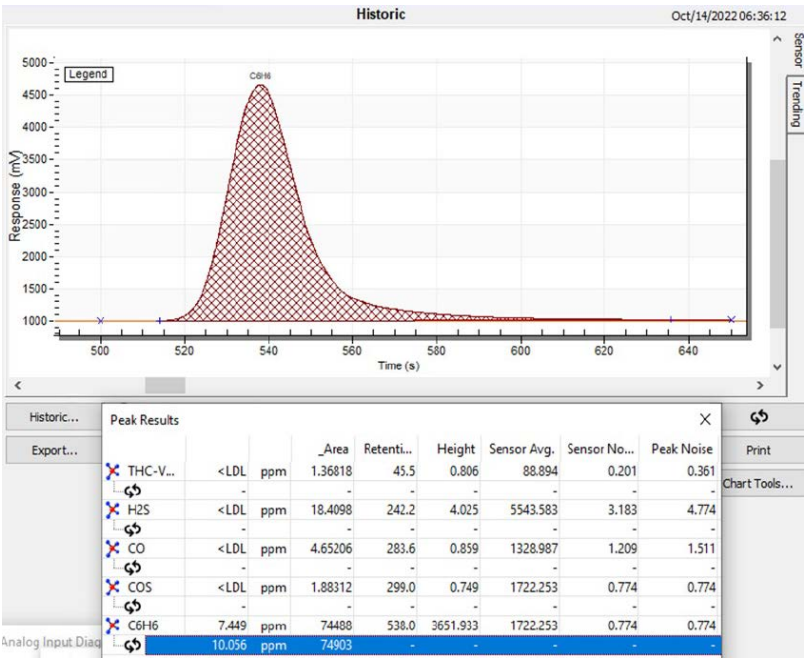 Historic
Oct/14/2022 06:36:12
Sensor
Trending
Legend
C6H6
Response (mV)
5000
4500
4000
3500
3000
2500
2000
1500
1000
500 520 540 560 580 600 620 640
Time (s)
Historic...
Export...
Print
Chart Tools...
Peak Results X
_Area Retenti... Height Sensor Avg. Sensor No... Peak Noise
THC-V... <LDL ppm 1.36818 45.5 0.806 88.894 0.201 0.361
- - - - - -
H2S <LDL ppm 18.4098 242.2 4.025 5543.583 3.183 4.774
- - - - - -
CO <LDL ppm 4.65206 283.6 0.859 1328.987 1.209 1.511
- - - - - -
COS <LDL ppm 1.88312 299.0 0.749 1722.253 0.774 0.774
- - - - - -
C6H6 7.449 ppm 74488 538.0 3651.933 1722.253 0.774 0.774
10.056 ppm 74903 - - - - -
Analog Input Diag